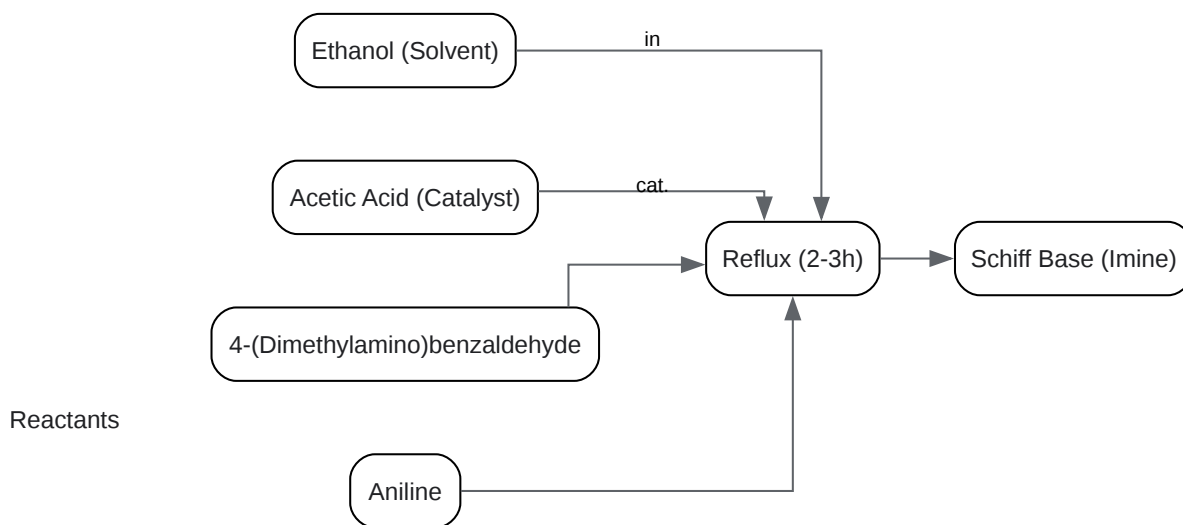 Ethanol (Solvent)
in
Acetic Acid (Catalyst)
cat.
Reflux (2-3h)
Schiff Base (Imine)
4-(Dimethylamino)benzaldehyde
Reactants
Aniline